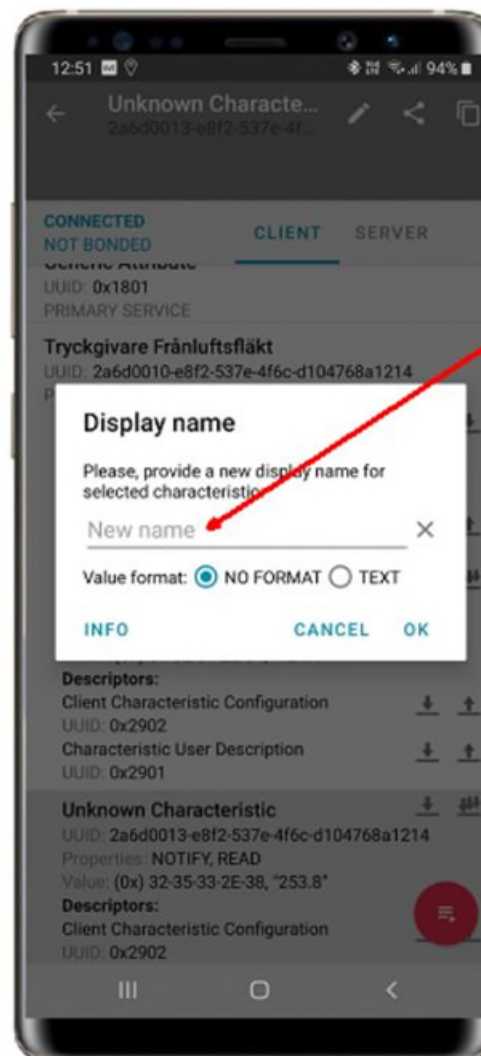 12:51 94%
Unknown Characte...
2a6d0013-e8f2-537e-4f...
CONNECTED
NOT BONDED
CLIENT SERVER
Generic Attribute
UUID: 0x1801
PRIMARY SERVICE
Tryckgivare Frånluftsfläkt
UUID: 2a6d0010-e8f2-537e-4f6c-d104768a1214
P
Display name
Please, provide a new display name for
selected characteristic
New name
Value format: NO FORMAT TEXT
INFO CANCEL OK
Descriptors:
Client Characteristic Configuration
UUID: 0x2902
Characteristic User Description
UUID: 0x2901
Unknown Characteristic
UUID: 2a6d0013-e8f2-537e-4f6c-d104768a1214
Properties: NOTIFY, READ
Value: (0x) 32-35-33-2E-38, "253.8"
Descriptors:
Client Characteristic Configuration
UUID: 0x2902